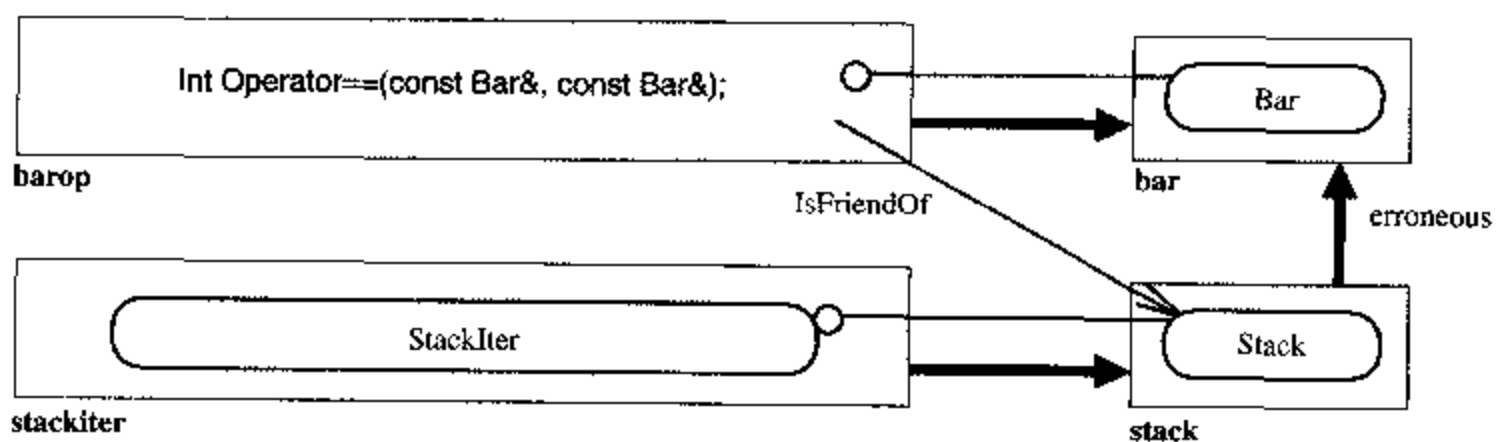 Int Operator==(const Bar&, const Bar&);
Bar
barop
bar
IsFriendOf
erroneous
StackIter
Stack
stackiter
stack